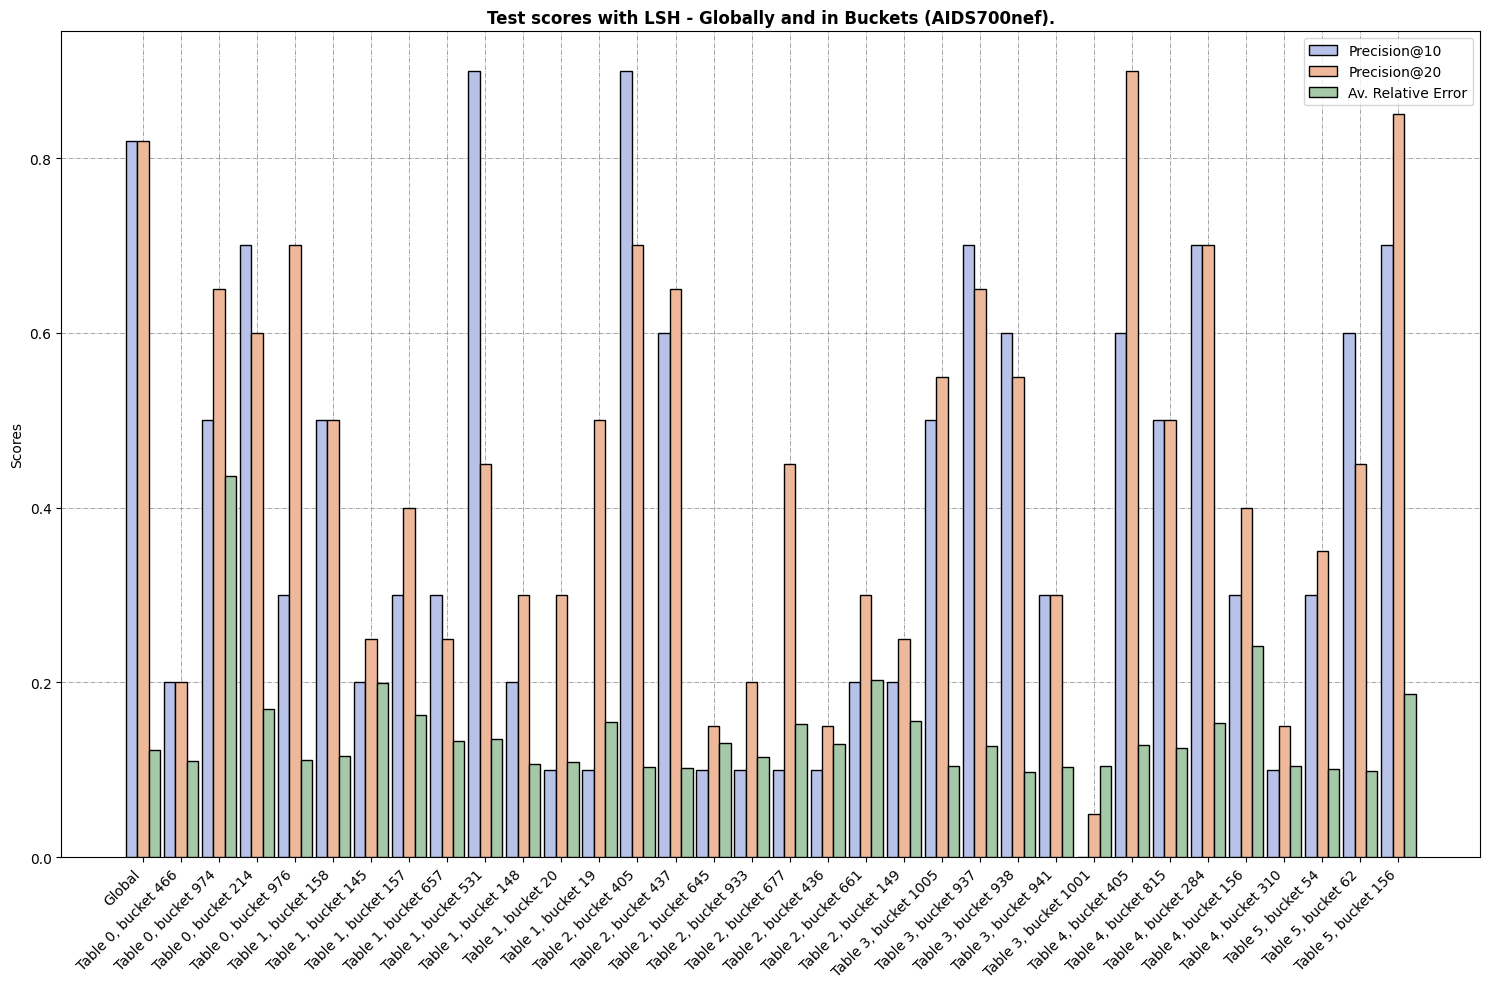 Test scores with LSH - Globally and in Buckets (AIDS700nef).
Precision@10
Precision@20
Av. Relative Error
Scores
0.8
0.6
0.4
0.2
0.0
Global
Table 0, bucket 466
Table 0, bucket 974
Table 0, bucket 214
Table 0, bucket 976
Table 1, bucket 158
Table 1, bucket 145
Table 1, bucket 157
Table 1, bucket 657
Table 1, bucket 531
Table 1, bucket 148
Table 1, bucket 20
Table 1, bucket 19
Table 2, bucket 405
Table 2, bucket 437
Table 2, bucket 645
Table 2, bucket 933
Table 2, bucket 677
Table 2, bucket 436
Table 2, bucket 661
Table 2, bucket 149
Table 3, bucket 1005
Table 3, bucket 937
Table 3, bucket 938
Table 3, bucket 941
Table 3, bucket 1001
Table 4, bucket 405
Table 4, bucket 815
Table 4, bucket 284
Table 4, bucket 156
Table 4, bucket 310
Table 5, bucket 54
Table 5, bucket 62
Table 5, bucket 156